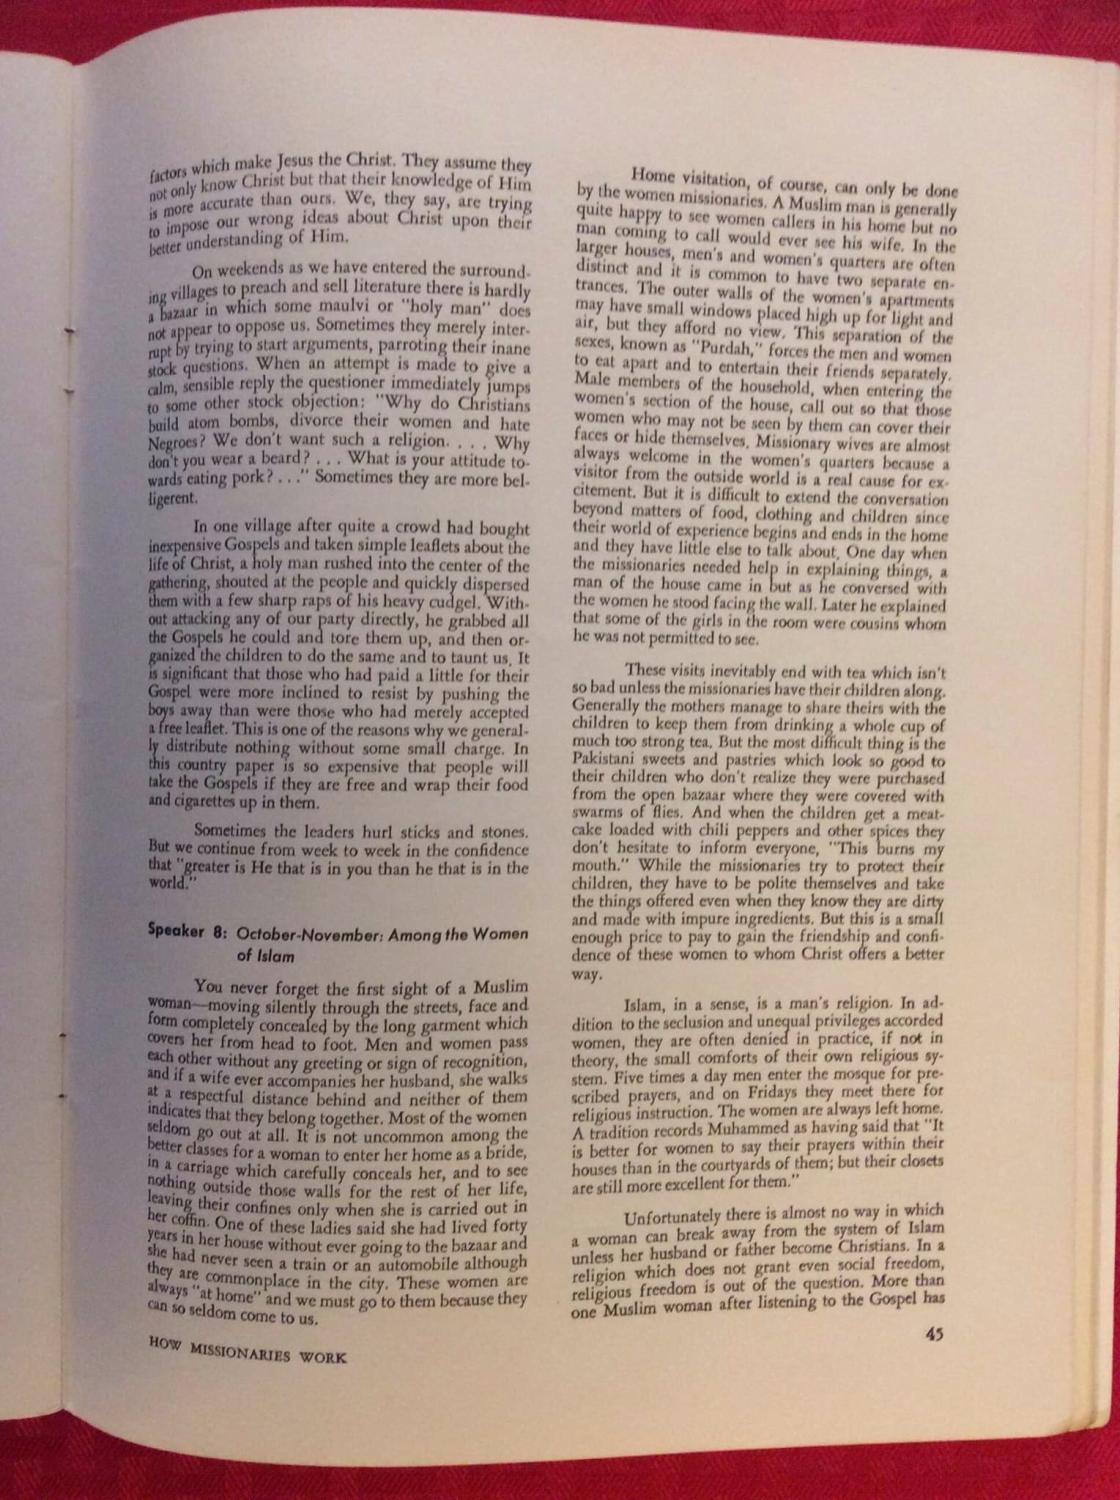 factors which make Jesus the Christ. They assume they
not only know Christ but that their knowledge of Him
is more accurate than ours. We, they say, are trying
to impose our wrong ideas about Christ upon their
better understanding of Him.
On weekends as we have entered the surround-
ing villages to preach and sell literature there is hardly
a bazaar in which some maulvi or "holy man" does
not appear to oppose us. Sometimes they merely inter-
rupt by trying to start arguments, parroting their inane
stock questions. When an attempt is made to give a
calm, sensible reply the questioner immediately jumps
to some other stock objection: "Why do Christians
build atom bombs, divorce their women and hate
Negroes? We don't want such a religion. . . . Why
don't you wear a beard? . . . What is your attitude to-
wards eating pork? . . ." Sometimes they are more bel-
ligerent.
In one village after quite a crowd had bought
inexpensive Gospels and taken simple leaflets about the
life of Christ, a holy man rushed into the center of the
gathering, shouted at the people and quickly dispersed
them with a few sharp raps of his heavy cudgel. With-
out attacking any of our party directly, he grabbed all
the Gospels he could and tore them up, and then or-
ganized the children to do the same and to taunt us. It
is significant that those who had paid a little for their
Gospel were more inclined to resist by pushing the
boys away than were those who had merely accepted
a free leaflet. This is one of the reasons why we general-
ly distribute nothing without some small charge. In
this country paper is so expensive that people will
take the Gospels if they are free and wrap their food
and cigarettes up in them.
Sometimes the leaders hurl sticks and stones.
But we continue from week to week in the confidence
that "greater is He that is in you than he that is in the
world."
Speaker 8: October-November: Among the Women
of Islam
You never forget the first sight of a Muslim
woman—moving silently through the streets, face and
form completely concealed by the long garment which
covers her from head to foot. Men and women pass
each other without any greeting or sign of recognition,
and if a wife ever accompanies her husband, she walks
at a respectful distance behind and neither of them
indicates that they belong together. Most of the women
seldom go out at all. It is not uncommon among the
better classes for a woman to enter her home as a bride,
in a carriage which carefully conceals her, and to see
nothing outside those walls for the rest of her life,
leaving their confines only when she is carried out in
her coffin. One of these ladies said she had lived forty
years in her house without ever going to the bazaar and
she had never seen a train or an automobile although
they are commonplace in the city. These women are
always "at home" and we must go to them because they
can so seldom come to us.
HOW MISSIONARIES WORK
Home visitation, of course, can only be done
by the women missionaries. A Muslim man is generally
quite happy to see women callers in his home but no
man coming to call would ever see his wife. In the
larger houses, men's and women's quarters are often
distinct and it is common to have two separate en-
trances. The outer walls of the women's apartments
may have small windows placed high up for light and
air, but they afford no view. This separation of the
sexes, known as "Purdah," forces the men and women
to eat apart and to entertain their friends separately.
Male members of the household, when entering the
women's section of the house, call out so that those
women who may not be seen by them can cover their
faces or hide themselves. Missionary wives are almost
always welcome in the women's quarters because a
visitor from the outside world is a real cause for ex-
citement. But it is difficult to extend the conversation
beyond matters of food, clothing and children since
their world of experience begins and ends in the home
and they have little else to talk about. One day when
the missionaries needed help in explaining things, a
man of the house came in but as he conversed with
the women he stood facing the wall. Later he explained
that some of the girls in the room were cousins whom
he was not permitted to see.
These visits inevitably end with tea which isn't
so bad unless the missionaries have their children along.
Generally the mothers manage to share theirs with the
children to keep them from drinking a whole cup of
much too strong tea. But the most difficult thing is the
Pakistani sweets and pastries which look so good to
their children who don't realize they were purchased
from the open bazaar where they were covered with
swarms of flies. And when the children get a meat-
cake loaded with chili peppers and other spices they
don't hesitate to inform everyone, "This burns my
mouth." While the missionaries try to protect their
children, they have to be polite themselves and take
the things offered even when they know they are dirty
and made with impure ingredients. But this is a small
enough price to pay to gain the friendship and confi-
dence of these women to whom Christ offers a better
way.
Islam, in a sense, is a man's religion. In ad-
dition to the seclusion and unequal privileges accorded
women, they are often denied in practice, if not in
theory, the small comforts of their own religious sy-
stem. Five times a day men enter the mosque for pre-
scribed prayers, and on Fridays they meet there for
religious instruction. The women are always left home.
A tradition records Muhammed as having said that "It
is better for women to say their prayers within their
houses than in the courtyards of them; but their closets
are still more excellent for them."
Unfortunately there is almost no way in which
a woman can break away from the system of Islam
unless her husband or father become Christians. In a
religion which does not grant even social freedom,
religious freedom is out of the question. More than
one Muslim woman after listening to the Gospel has
45